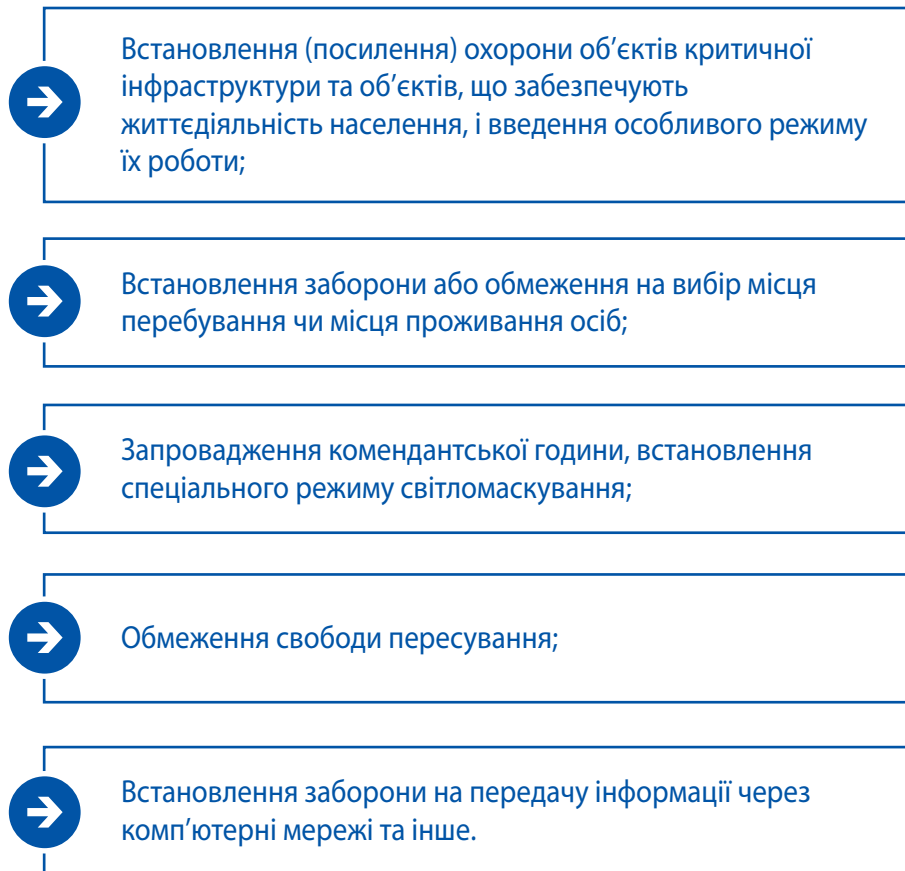 Встановлення (посилення) охорони об’єктів критичної
інфраструктури та об’єктів, що забезпечують
життєдіяльність населення, і введення особливого режиму
їх роботи;
Встановлення заборони або обмеження на вибір місця
перебування чи місця проживання осіб;
Запровадження комендантської години, встановлення
спеціального режиму світломаскування;
Обмеження свободи пересування;
Встановлення заборони на передачу інформації через
комп’ютерні мережі та інше.